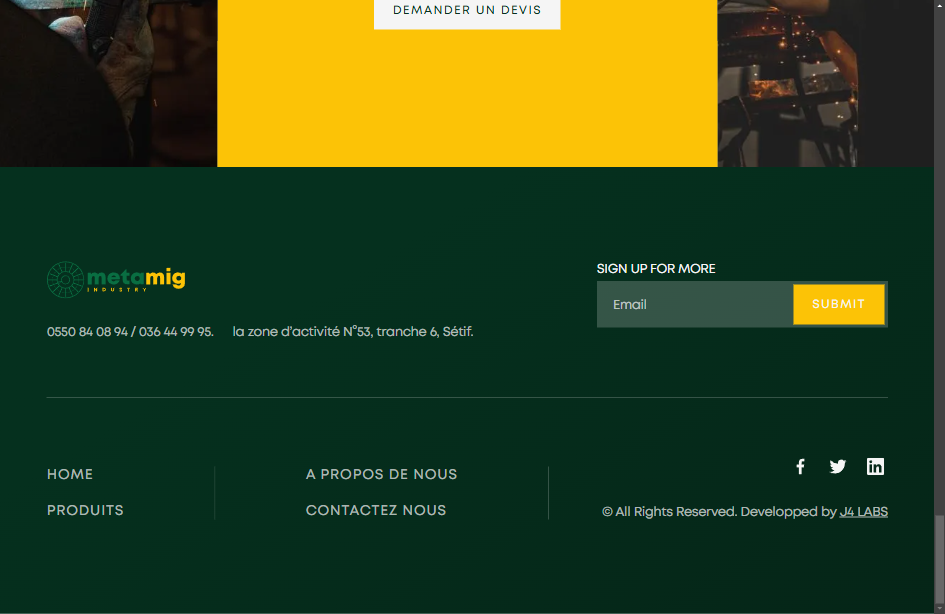 DEMANDER UN DEVIS
metamig
INDUSTRY
0550 84 08 94 / 036 44 99 95. la zone d'activité N°53, tranche 6, Sétif.
SIGN UP FOR MORE
Email SUBMIT
HOME
PRODUITS
A PROPOS DE NOUS
CONTACTEZ NOUS
© All Rights Reserved. Developped by J4 LABS